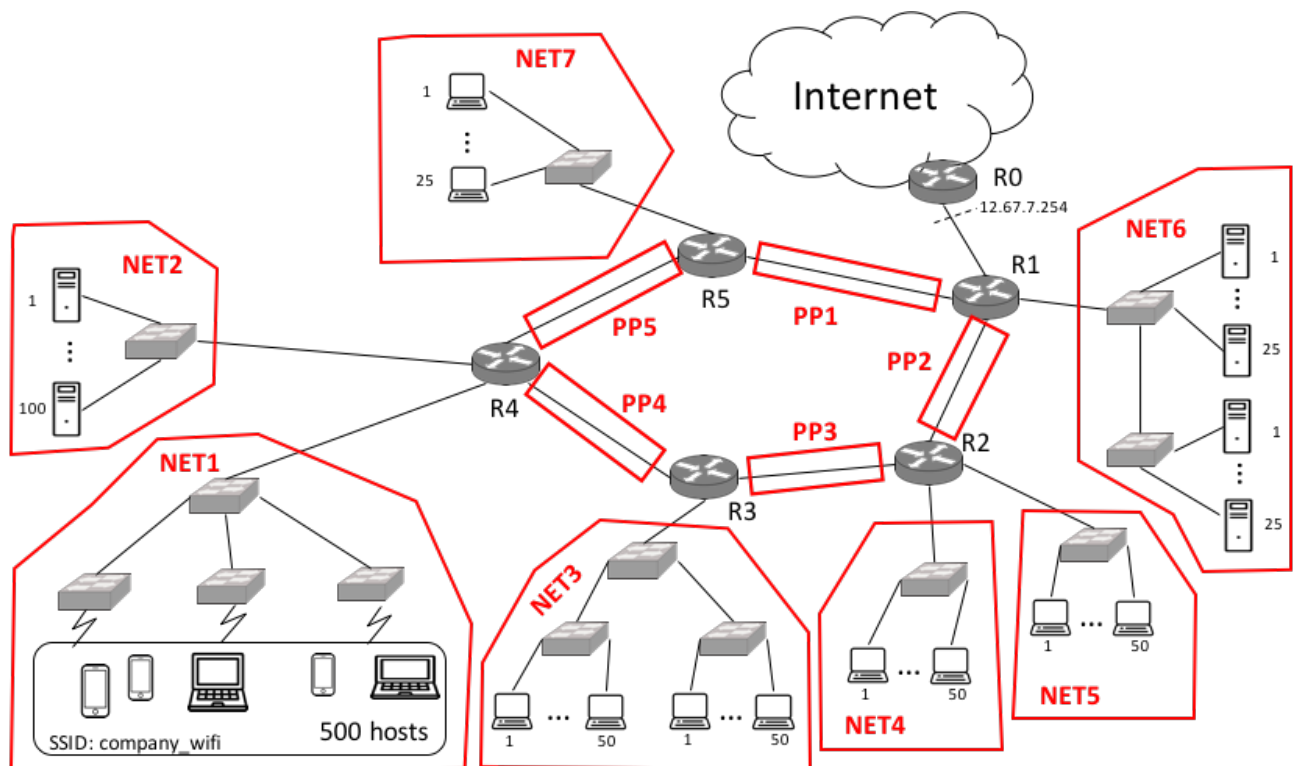 NET7
1
⋮
25
Internet
R0
12.67.7.254
NET6
1
⋮
25
1
⋮
25
NET2
1
⋮
100
R5
R1
PP1
PP5
PP2
R4
PP4
PP3
R2
R3
NET1
SSID: company_wifi
500 hosts
NET3
1 ... 50
1 ... 50
NET4
1 ... 50
NET5
1 ... 50